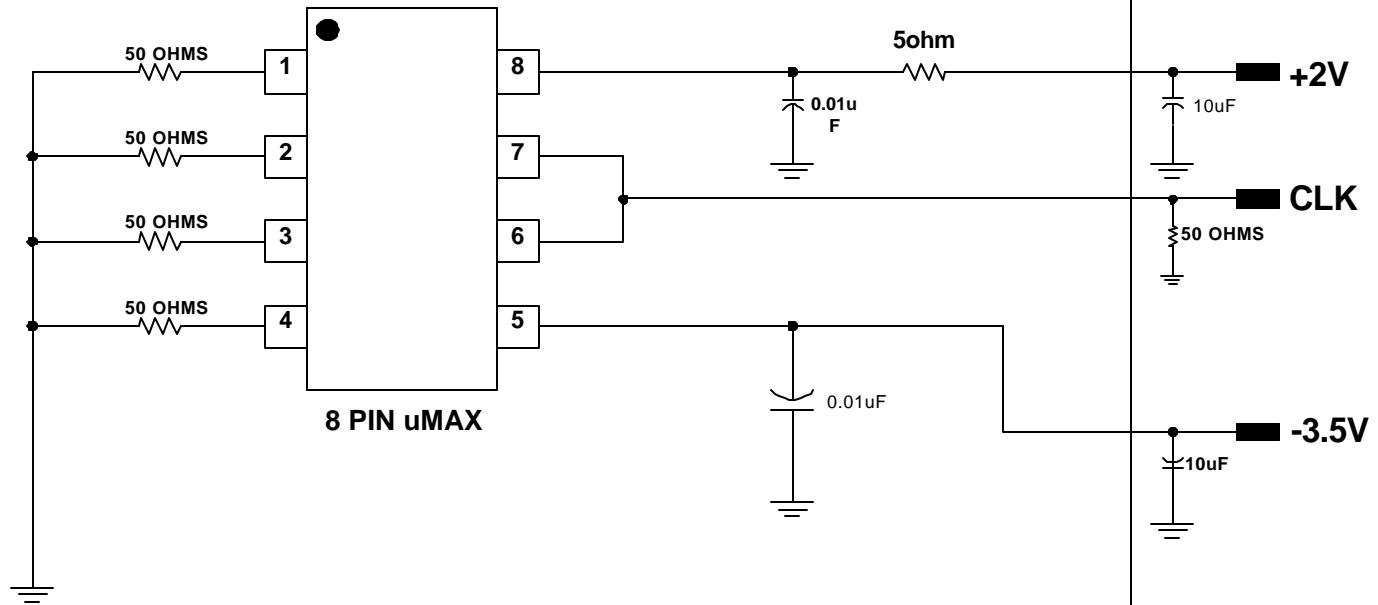 5ohm
50 OHMS
1
8
+2V
0.01u
F
10uF
50 OHMS
2
7
CLK
50 OHMS
3
6
50 OHMS
50 OHMS
4
5
0.01uF
8 PIN uMAX
-3.5V
10uF